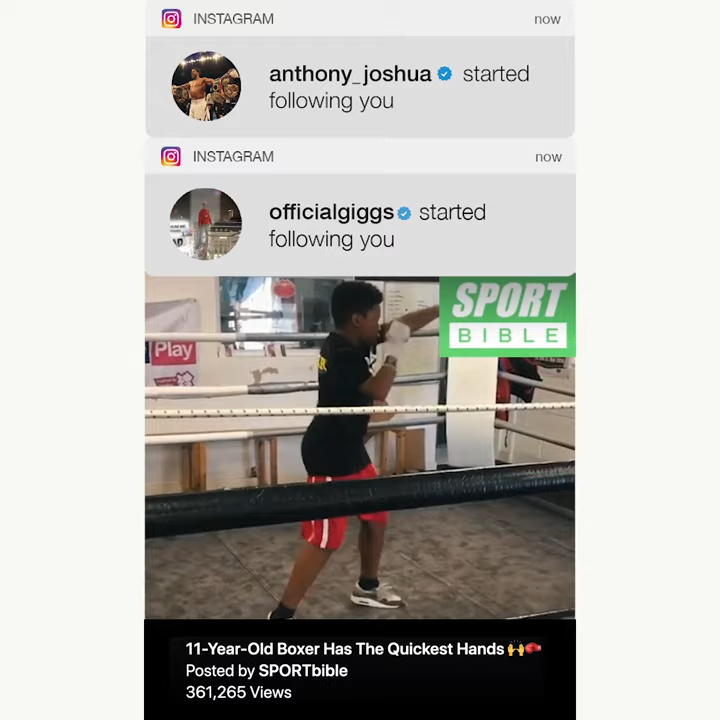 INSTAGRAM now
anthony_joshua started
following you
INSTAGRAM now
officialgiggs started
following you
SPORT
BIBLE
Play
11-Year-Old Boxer Has The Quickest Hands 🙌🥊
Posted by SPORTbible
361,265 Views